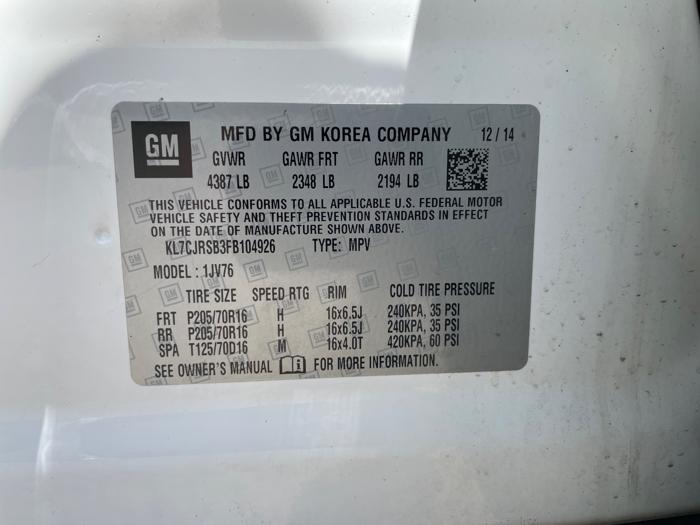 GM MFD BY GM KOREA COMPANY 12 / 14
GVWR GAWR FRT GAWR RR
4387 LB 2348 LB 2194 LB
THIS VEHICLE CONFORMS TO ALL APPLICABLE U.S. FEDERAL MOTOR
VEHICLE SAFETY AND THEFT PREVENTION STANDARDS IN EFFECT
ON THE DATE OF MANUFACTURE SHOWN ABOVE.
KL7CJRSB3FB104926 TYPE: MPV
MODEL : 1JV76
TIRE SIZE SPEED RTG RIM COLD TIRE PRESSURE
FRT P205/70R16 H 16x6.5J 240KPA, 35 PSI
RR P205/70R16 H 16x6.5J 240KPA, 35 PSI
SPA T125/70D16 M 16x4.0T 420KPA, 60 PSI
SEE OWNER'S MANUAL FOR MORE INFORMATION.